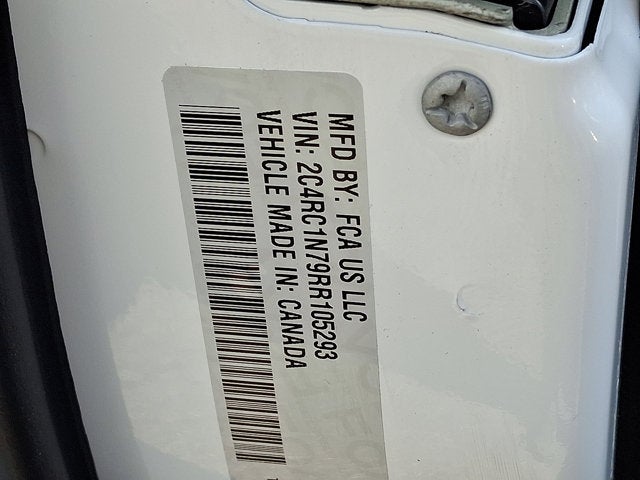 MFD BY: FCA US LLC
VIN: 2C4RC1N79RR105293
VEHICLE MADE IN: CANADA